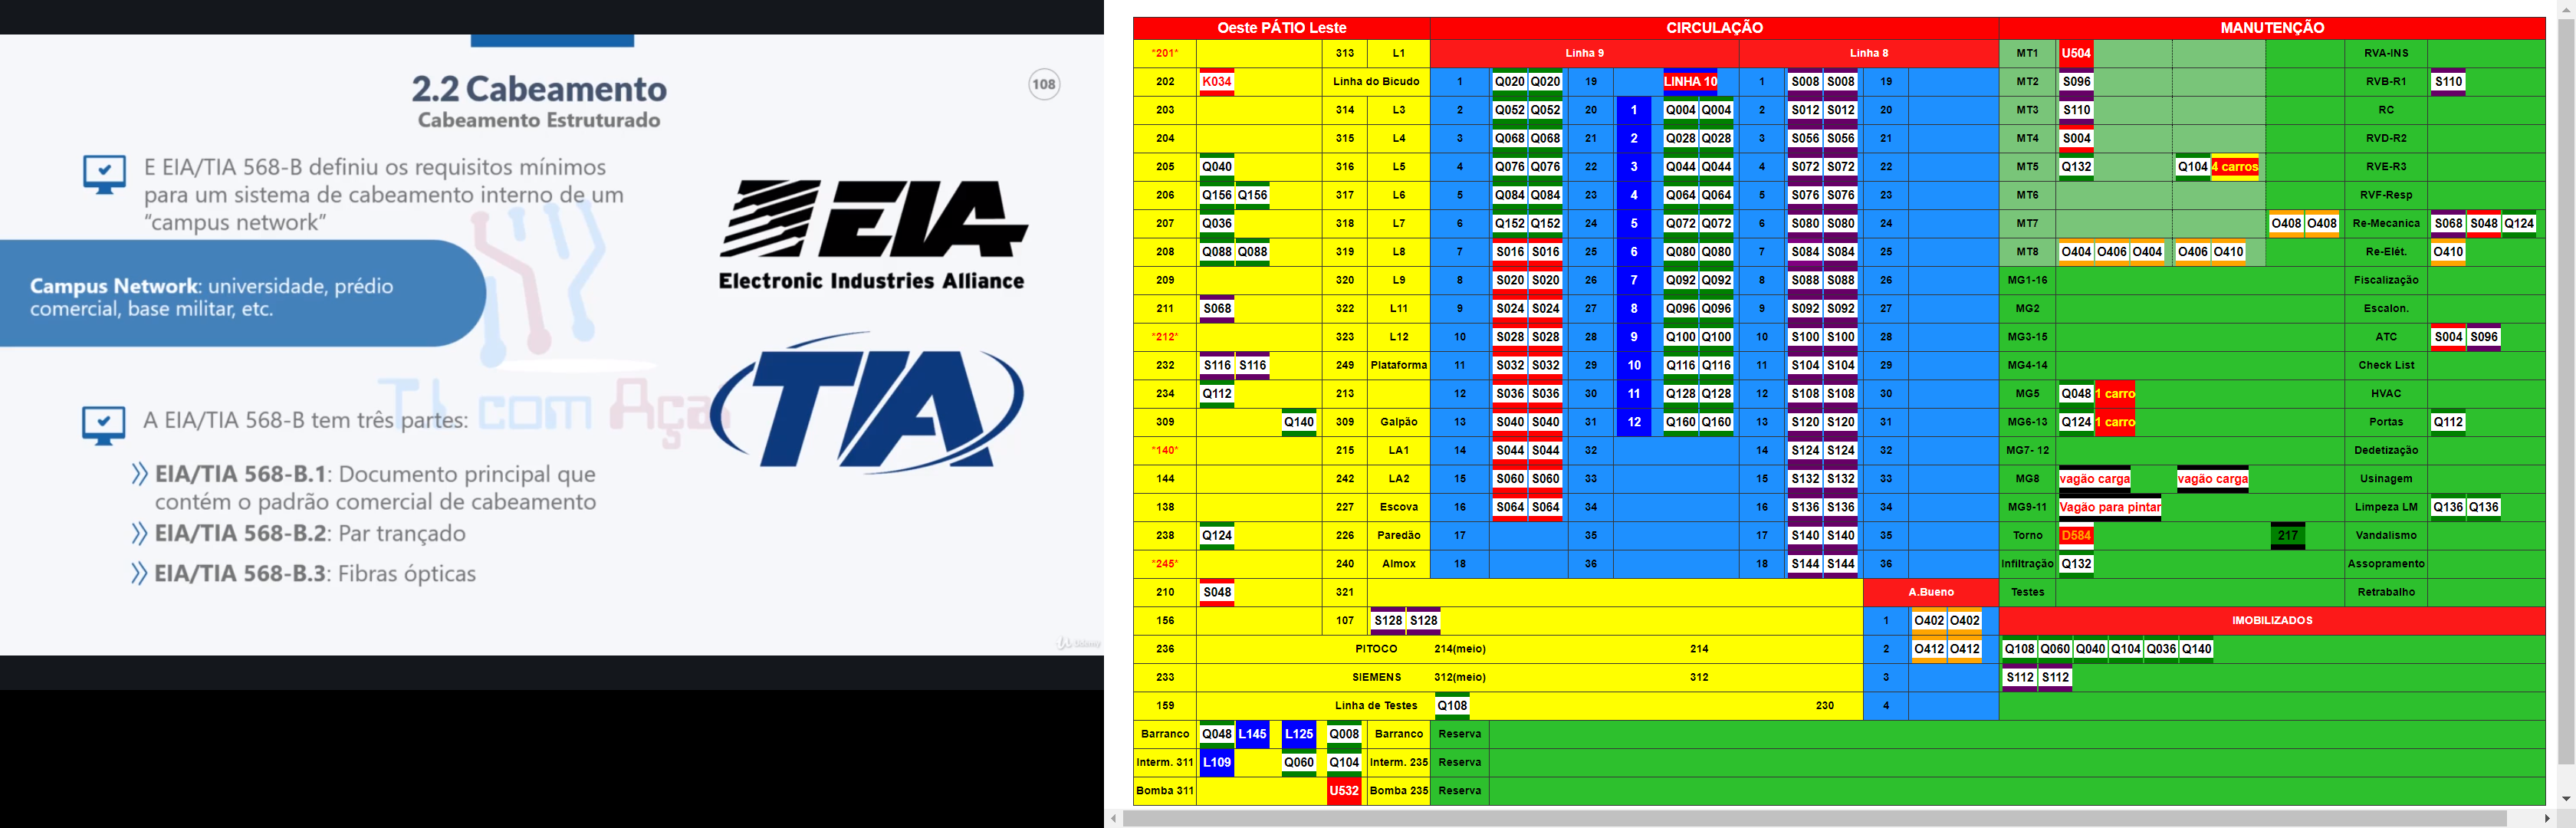 2.2 Cabeamento
108
Cabeamento Estruturado
E EIA/TIA 568-B definiu os requisitos mínimos
para um sistema de cabeamento interno de um
“campus network”
Campus Network: universidade, prédio
comercial, base militar, etc.
A EIA/TIA 568-B tem três partes:
EIA/TIA 568-B.1: Documento principal que
contém o padrão comercial de cabeamento
EIA/TIA 568-B.2: Par trançado
EIA/TIA 568-B.3: Fibras ópticas
EIA
Electronic Industries Alliance
TIA
TI com Aça
Udemy
Oeste PÁTIO Leste CIRCULAÇÃO MANUTENÇÃO
*201* 313 L1 Linha 9 Linha 8 MT1 U504 RVA-INS
202 K034 Linha do Bicudo 1 Q020 Q020 19 LINHA 10 1 S008 S008 19 MT2 S096 RVB-R1 S110
203 314 L3 2 Q052 Q052 20 1 Q004 Q004 2 S012 S012 20 MT3 S110 RC
204 315 L4 3 Q068 Q068 21 2 Q028 Q028 3 S056 S056 21 MT4 S004 RVD-R2
205 Q040 316 L5 4 Q076 Q076 22 3 Q044 Q044 4 S072 S072 22 MT5 Q132 Q104 4 carros RVE-R3
206 Q156 Q156 317 L6 5 Q084 Q084 23 4 Q064 Q064 5 S076 S076 23 MT6 RVF-Resp
207 Q036 318 L7 6 Q152 Q152 24 5 Q072 Q072 6 S080 S080 24 MT7 O408 O408 Re-Mecanica S068 S048 Q124
208 Q088 Q088 319 L8 7 S016 S016 25 6 Q080 Q080 7 S084 S084 25 MT8 O404 O406 O404 O406 O410 Re-Elét. O410
209 320 L9 8 S020 S020 26 7 Q092 Q092 8 S088 S088 26 MG1-16 Fiscalização
211 S068 322 L11 9 S024 S024 27 8 Q096 Q096 9 S092 S092 27 MG2 Escalon.
*212* 323 L12 10 S028 S028 28 9 Q100 Q100 10 S100 S100 28 MG3-15 ATC S004 S096
232 S116 S116 249 Plataforma 11 S032 S032 29 10 Q116 Q116 11 S104 S104 29 MG4-14 Check List
234 Q112 213 12 S036 S036 30 11 Q128 Q128 12 S108 S108 30 MG5 Q048 1 carro HVAC
309 Q140 309 Galpão 13 S040 S040 31 12 Q160 Q160 13 S120 S120 31 MG6-13 Q124 1 carro Portas Q112
*140* 215 LA1 14 S044 S044 32 14 S124 S124 32 MG7- 12 Dedetização
144 242 LA2 15 S060 S060 33 15 S132 S132 33 MG8 vagão carga vagão carga Usinagem
138 227 Escova 16 S064 S064 34 16 S136 S136 34 MG9-11 Vagão para pintar Limpeza LM Q136 Q136
238 Q124 226 Paredão 17 35 17 S140 S140 35 Torno D584 217 Vandalismo
*245* 240 Almox 18 36 18 S144 S144 36 Infiltração Q132 Assopramento
210 S048 321 A.Bueno Testes Retrabalho
156 107 S128 S128 1 O402 O402 IMOBILIZADOS
236 PITOCO 214(meio) 214 2 O412 O412 Q108 Q060 Q040 Q104 Q036 Q140
233 SIEMENS 312(meio) 312 3 S112 S112
159 Linha de Testes Q108 230 4
Barranco Q048 L145 L125 Q008 Barranco Reserva
Interm. 311 L109 Q060 Q104 Interm. 235 Reserva
Bomba 311 U532 Bomba 235 Reserva